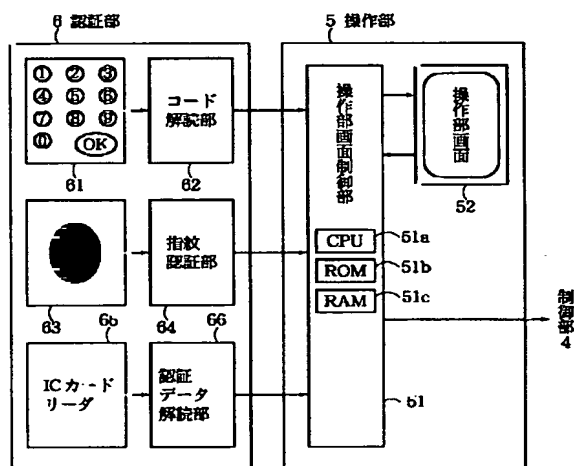 6 認証部
5 操作部
① ② ③
④ ⑤ ⑥
⑦ ⑧ ⑨
⓪ OK
61
コード
解読部
62
操作部画面制御部
操作部
画面
52
63
指紋
認証部
64
CPU
51a
ROM
51b
RAM
51c
制御部4
65
ICカード
リーダ
66
認証
データ
解読部
51